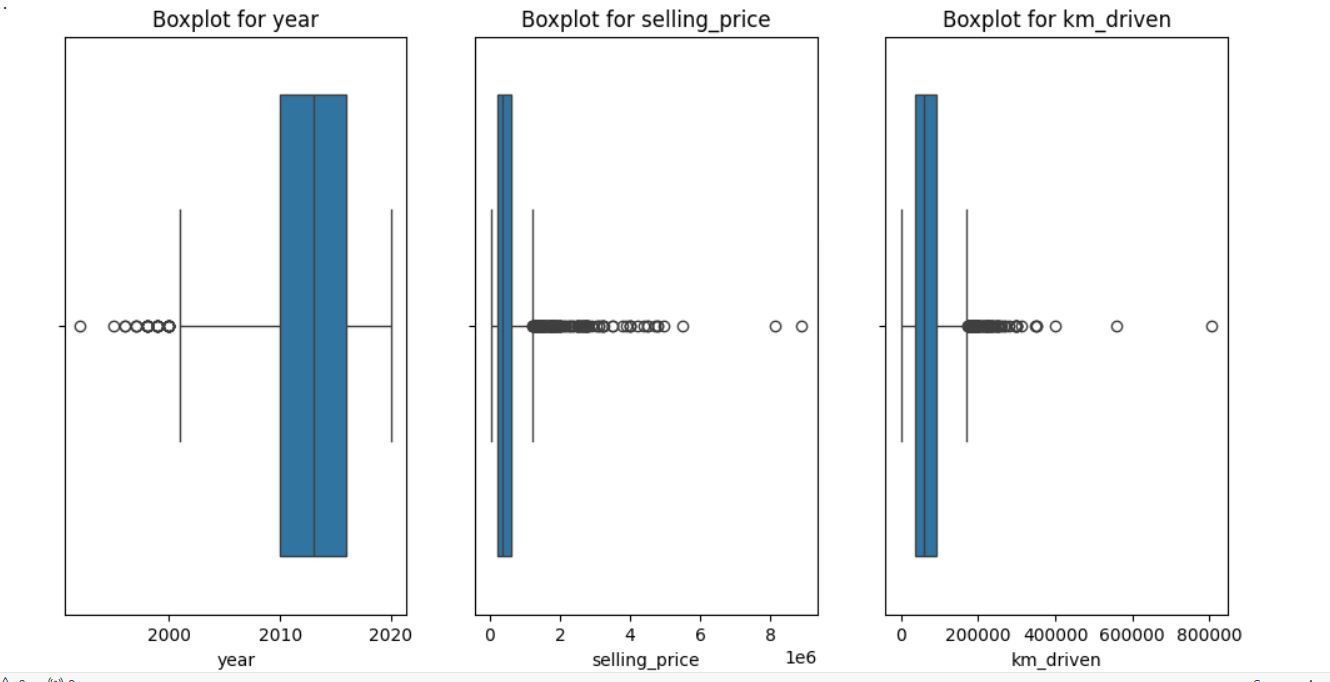 Boxplot for year
Boxplot for selling_price
Boxplot for km_driven
2000 2010 2020
year
0 2 4 6 8
1e6
selling_price
0 200000 400000 600000 800000
km_driven